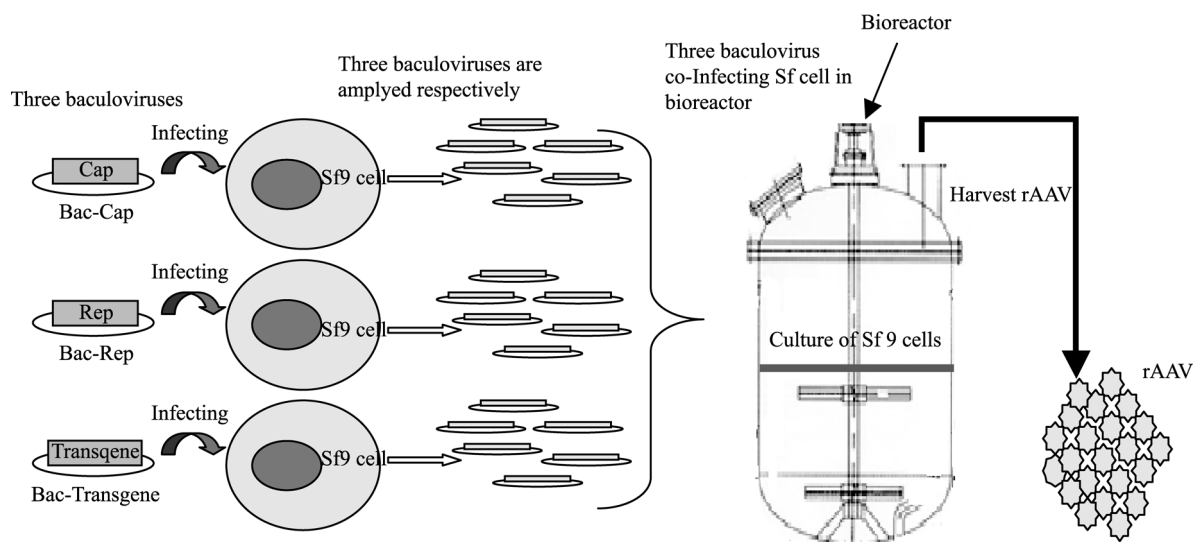 Three baculoviruses
Three baculoviruses are
amplyed respectively
Three baculovirus
co-Infecting Sf cell in
bioreactor
Bioreactor
Infecting
Cap
Bac-Cap
Sf9 cell
Infecting
Rep
Bac-Rep
Sf9 cell
Infecting
Transqene
Bac-Transgene
Sf9 cell
Culture of Sf 9 cells
Harvest rAAV
rAAV